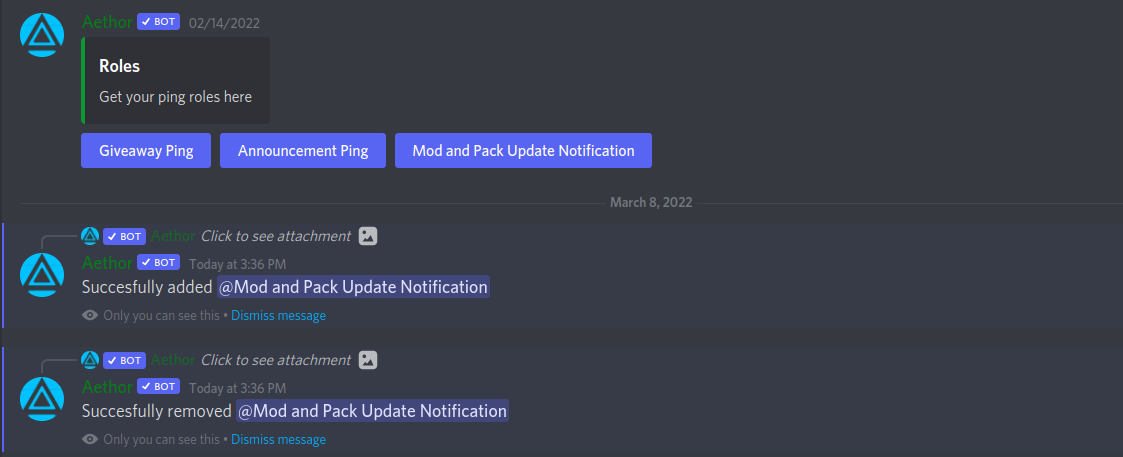 Aethor BOT 02/14/2022
Roles
Get your ping roles here
Giveaway Ping Announcement Ping Mod and Pack Update Notification
March 8, 2022
BOT Aethor Click to see attachment
Aethor BOT Today at 3:36 PM
Succesfully added @Mod and Pack Update Notification
Only you can see this • Dismiss message
BOT Aethor Click to see attachment
Aethor BOT Today at 3:36 PM
Succesfully removed @Mod and Pack Update Notification
Only you can see this • Dismiss message